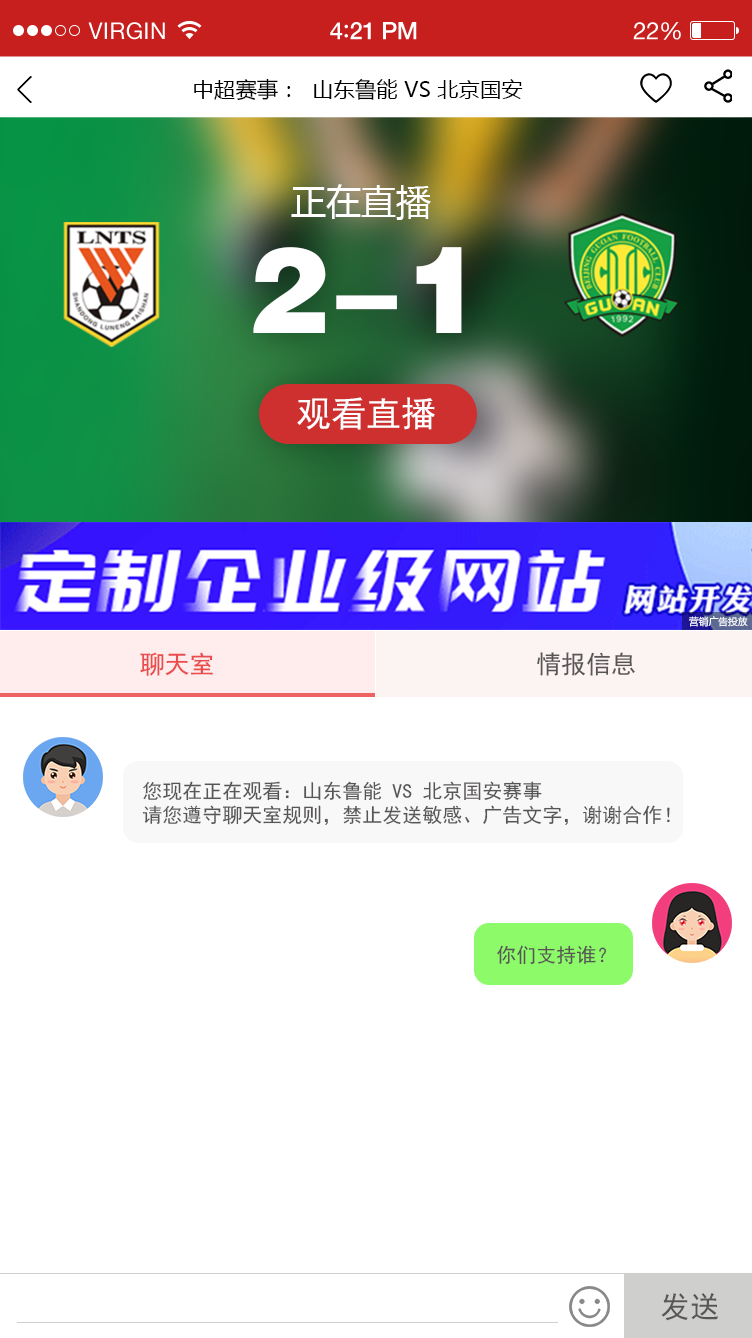 VIRGIN 4:21 PM 22%
中超赛事： 山东鲁能 VS 北京国安
正在直播
LNTS
SHANDONG LUNENG TAISHAN
2-1
BEIJING GUOAN FOOTBALL CLUB
CITIC
GUOAN
1992
观看直播
定制企业级网站
网站开发
营销广告投放
聊天室 情报信息
您现在正在观看：山东鲁能 VS 北京国安赛事
请您遵守聊天室规则，禁止发送敏感、广告文字，谢谢合作！
你们支持谁？
发送